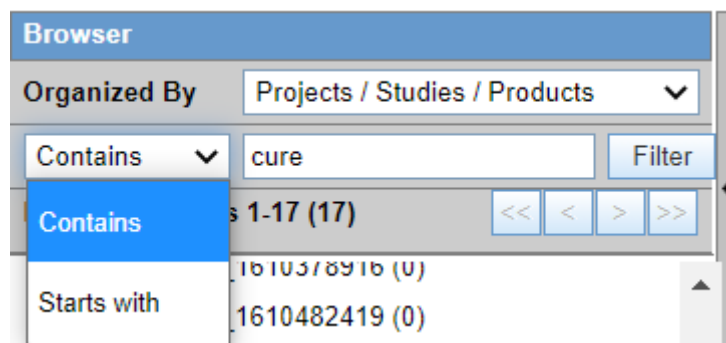 Browser
Organized By Projects / Studies / Products
Contains cure Filter
s 1-17 (17) << < > >>
Contains
_1610378916 (0)
Starts with
_1610482419 (0)